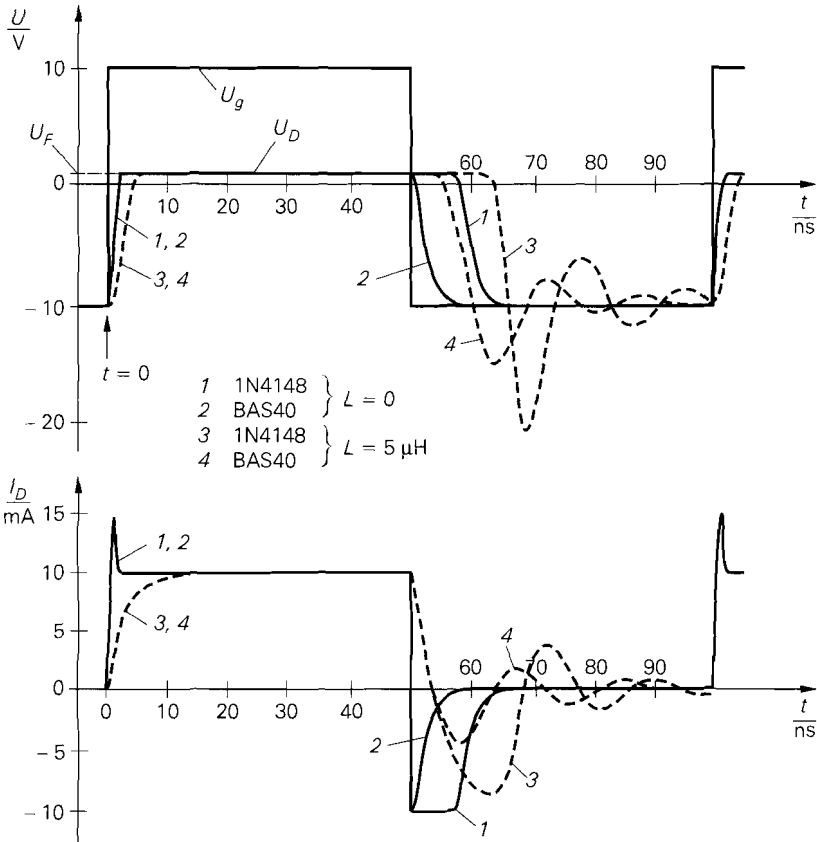 U
V
10
U_g
U_F
U_D
0
10
20
30
40
60
70
80
90
t
ns
1, 2
3, 4
1
2
3
4
− 10
t = 0
1 1N4148
2 BAS40
L = 0
3 1N4148
4 BAS40
L = 5 µH
− 20
I_D
mA
15
1, 2
10
3, 4
5
4
60
70
80
90
0
0
10
20
30
40
t
ns
− 5
2
3
− 10
1